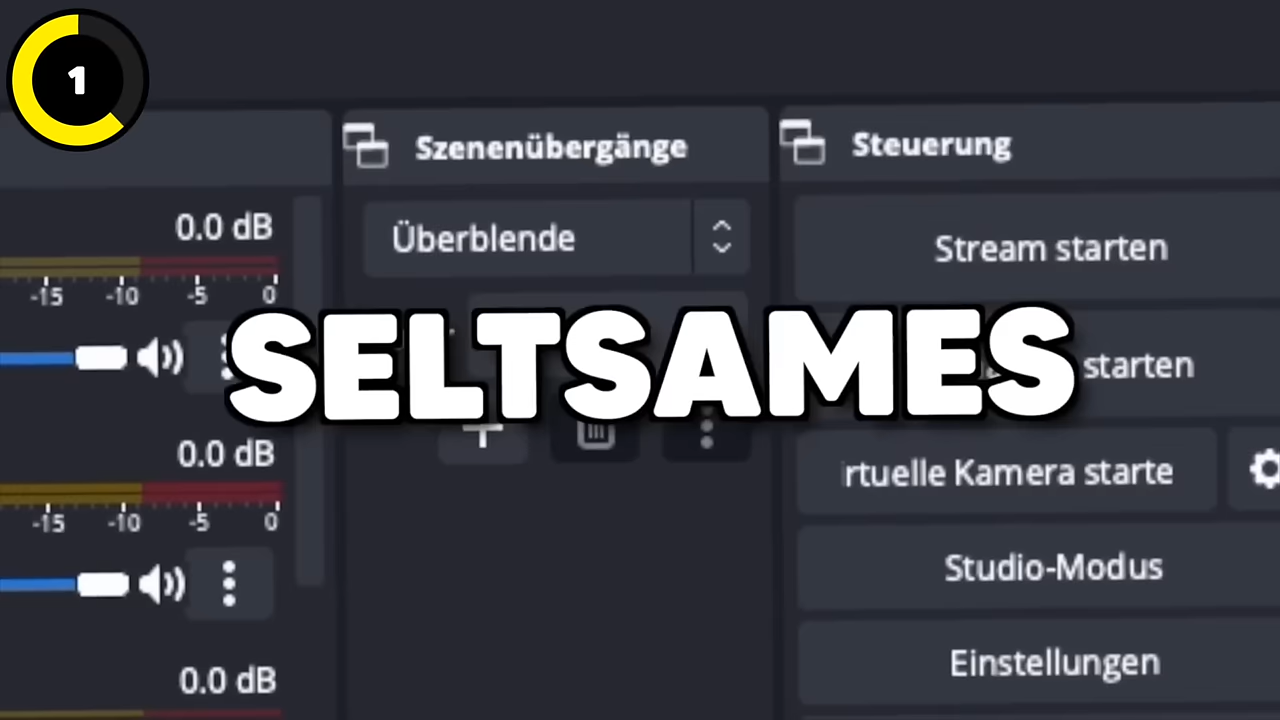 1
Szenenübergänge
Steuerung
0.0 dB
Überblende
Stream starten
-15 -10 -5 0
SELTSAMES
starten
0.0 dB
rtuelle Kamera starte
-15 -10 -5 0
Studio-Modus
0.0 dB
Einstellungen